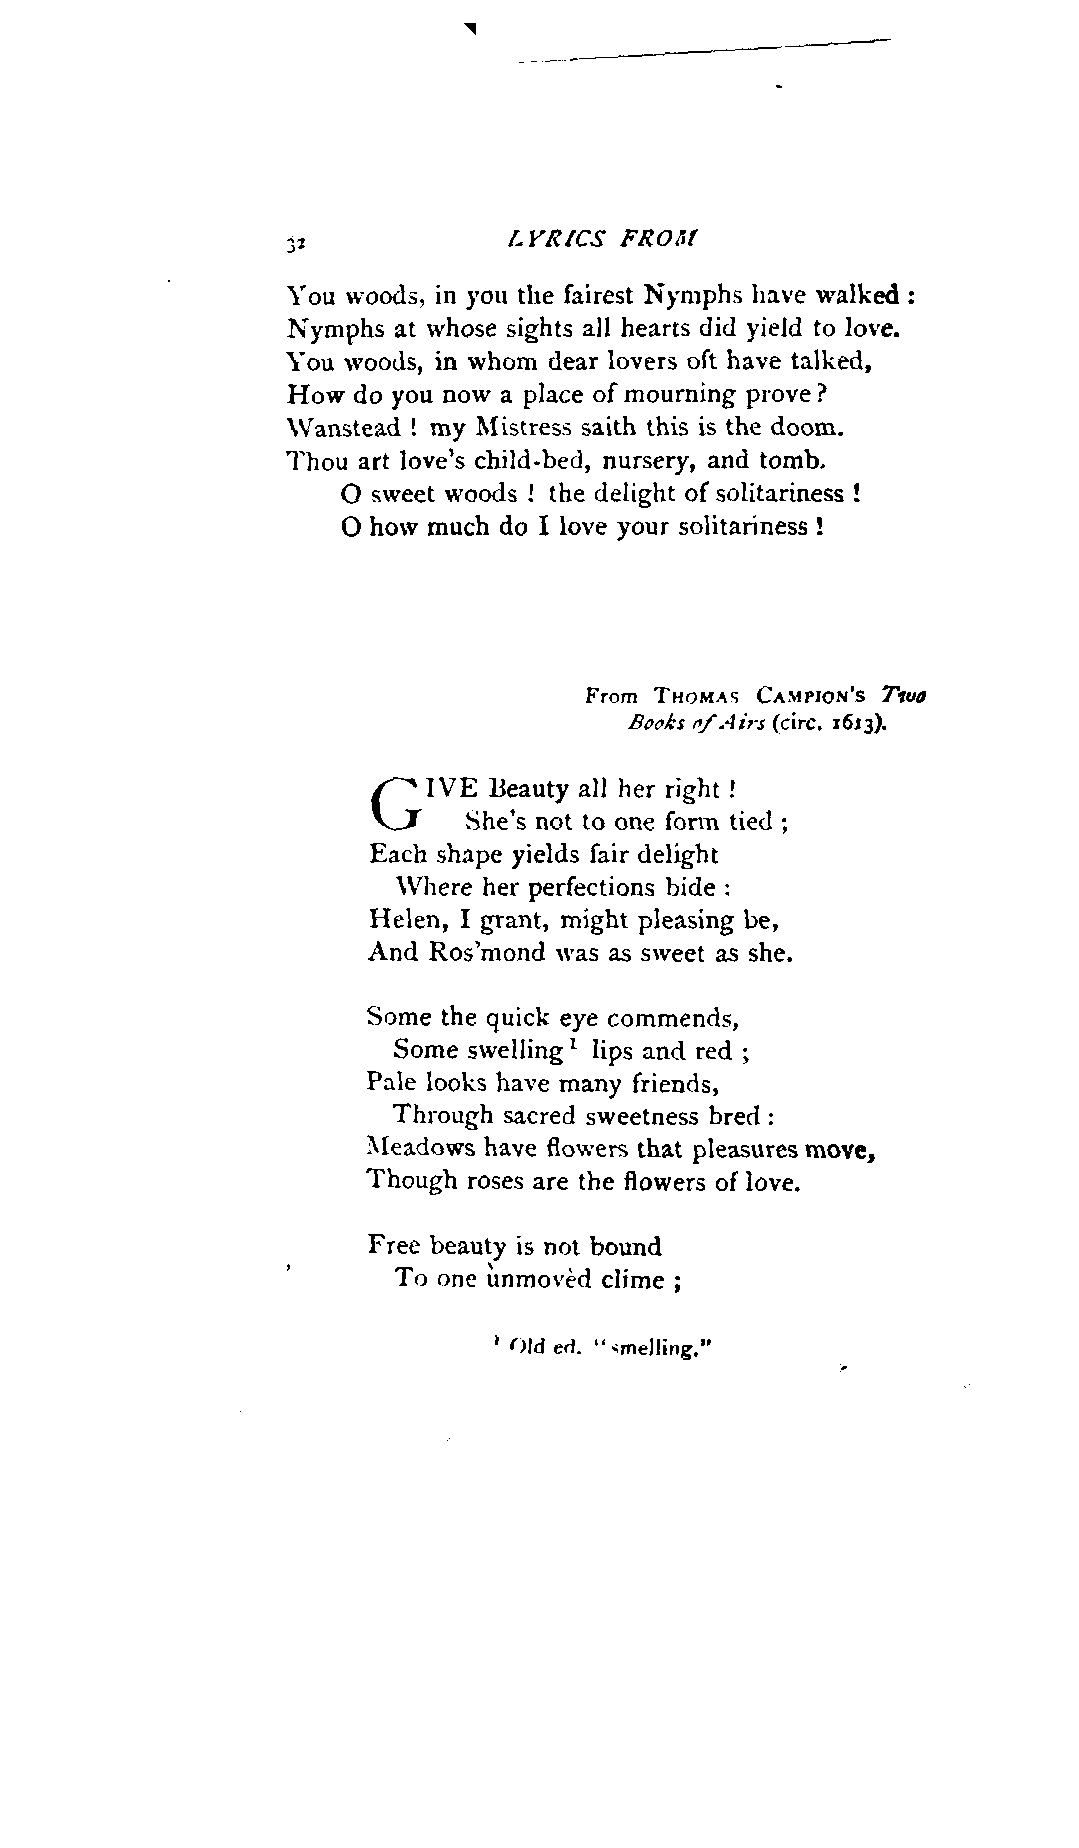 32 LYRICS FROM
You woods, in you the fairest Nymphs have walked :
Nymphs at whose sights all hearts did yield to love.
You woods, in whom dear lovers oft have talked,
How do you now a place of mourning prove ?
Wanstead ! my Mistress saith this is the doom.
Thou art love's child-bed, nursery, and tomb.
O sweet woods ! the delight of solitariness !
O how much do I love your solitariness !
From THOMAS CAMPION'S Two
Books of Airs (circ. 1613).
GIVE Beauty all her right !
She's not to one form tied ;
Each shape yields fair delight
Where her perfections bide :
Helen, I grant, might pleasing be,
And Ros'mond was as sweet as she.
Some the quick eye commends,
Some swelling¹ lips and red ;
Pale looks have many friends,
Through sacred sweetness bred :
Meadows have flowers that pleasures move,
Though roses are the flowers of love.
Free beauty is not bound
To one unmovèd clime ;
¹ Old ed. "smelling."